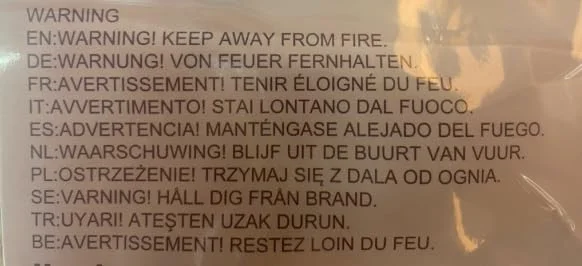 WARNING
EN:WARNING! KEEP AWAY FROM FIRE.
DE:WARNUNG! VON FEUER FERNHALTEN.
FR:AVERTISSEMENT! TENIR ÉLOIGNÉ DU FEU.
IT:AVVERTIMENTO! STAI LONTANO DAL FUOCO.
ES:ADVERTENCIA! MANTÉNGASE ALEJADO DEL FUEGO.
NL:WAARSCHUWING! BLIJF UIT DE BUURT VAN VUUR.
PL:OSTRZEŻENIE! TRZYMAJ SIĘ Z DALA OD OGNIA.
SE:VARNING! HÅLL DIG FRÅN BRAND.
TR:UYARI! ATEŞTEN UZAK DURUN.
BE:AVERTISSEMENT! RESTEZ LOIN DU FEU.